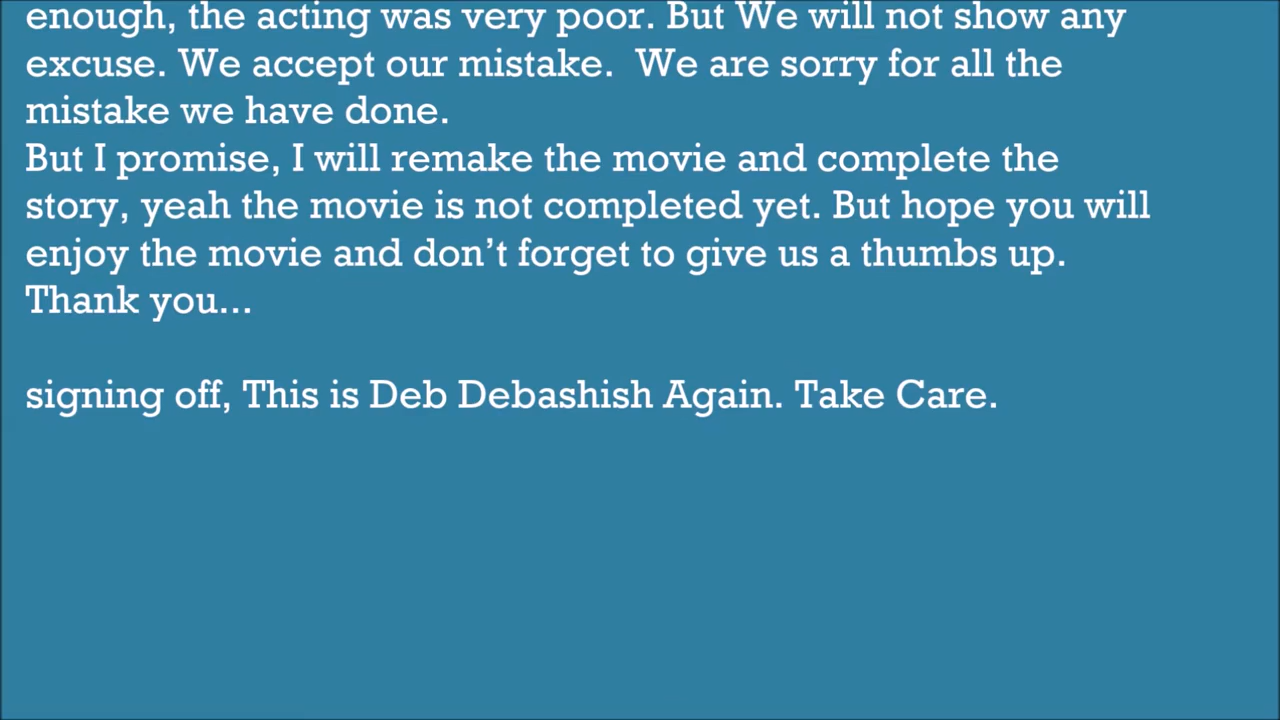 enough, the acting was very poor. But We will not show any
excuse. We accept our mistake.  We are sorry for all the
mistake we have done.
But I promise, I will remake the movie and complete the
story, yeah the movie is not completed yet. But hope you will
enjoy the movie and don’t forget to give us a thumbs up.
Thank you...
signing off, This is Deb Debashish Again. Take Care.